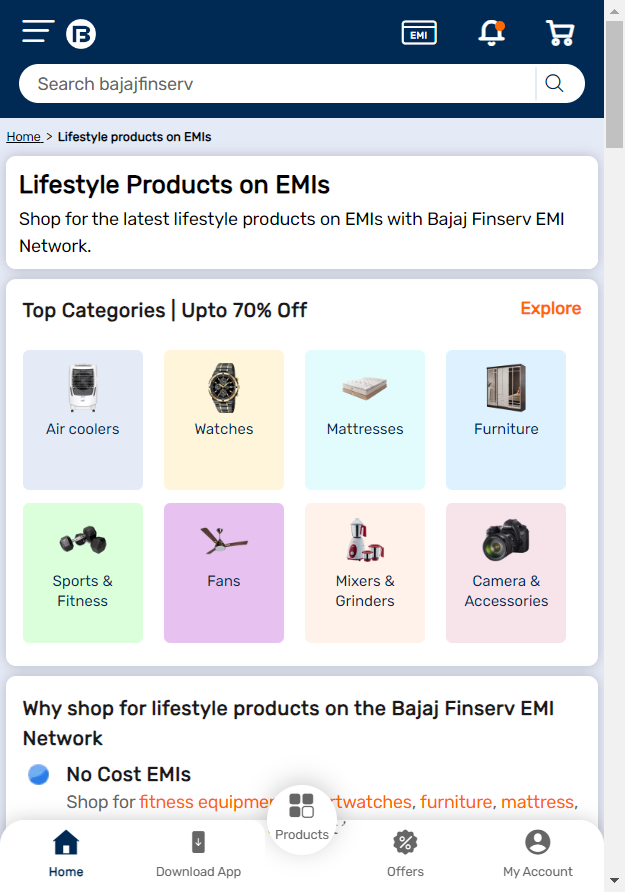 EMI
Search bajajfinserv
Home > Lifestyle products on EMIs
Lifestyle Products on EMIs
Shop for the latest lifestyle products on EMIs with Bajaj Finserv EMI
Network.
Top Categories | Upto 70% Off
Explore
Air coolers
Watches
Mattresses
Furniture
Sports &
Fitness
Fans
Mixers &
Grinders
Camera &
Accessories
Why shop for lifestyle products on the Bajaj Finserv EMI
Network
No Cost EMIs
Shop for fitness equipmen rtwatches, furniture, mattress,
Products
Home
Download App
Offers
My Account